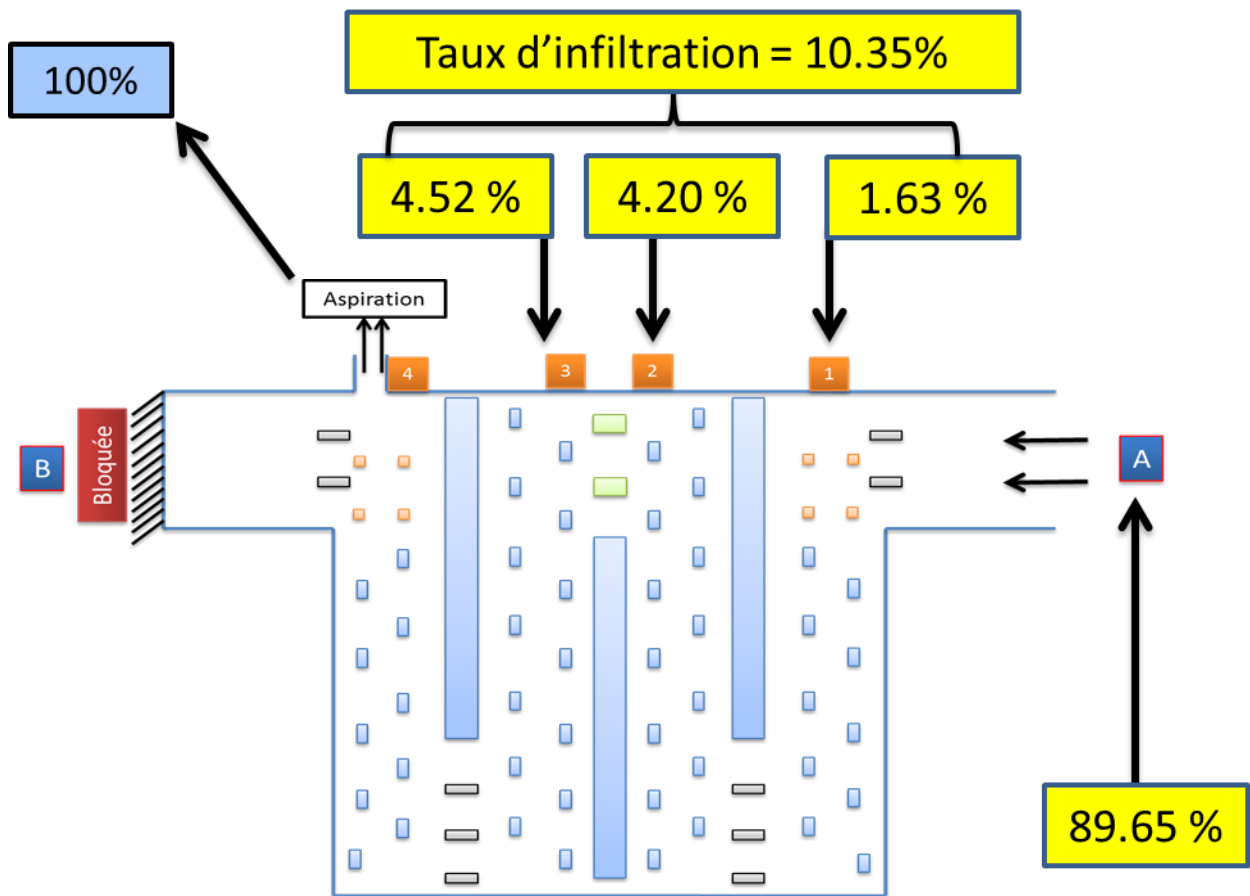 Taux d'infiltration = 10.35%
100%
4.52 %
4.20 %
1.63 %
Aspiration
4
3
2
1
B
Bloquée
A
89.65 %